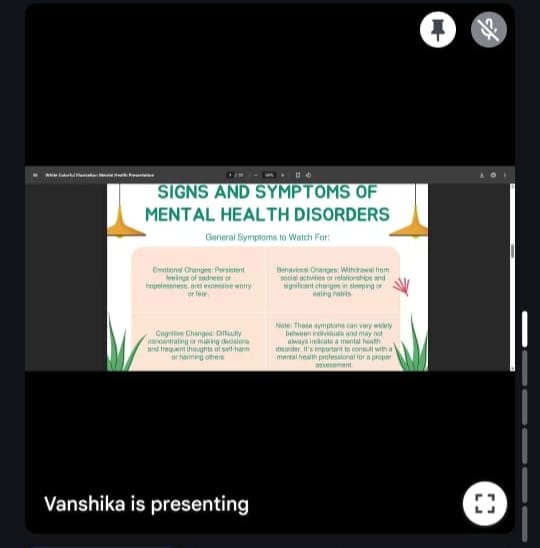 White Colorful Illustration Mental Health Presentation
SIGNS AND SYMPTOMS OF
MENTAL HEALTH DISORDERS
General Symptoms to Watch For:
Emotional Changes: Persistent
feelings of sadness or
hopelessness, and excessive worry
or fear.
Behavioral Changes: Withdrawal from
social activities or relationships and
significant changes in sleeping or
eating habits.
Cognitive Changes: Difficulty
concentrating or making decisions
and frequent thoughts of self-harm
or harming others
Note: These symptoms can vary widely
between individuals and may not
always indicate a mental health
disorder. It's important to consult with a
mental health professional for a proper
assessment.
Vanshika is presenting